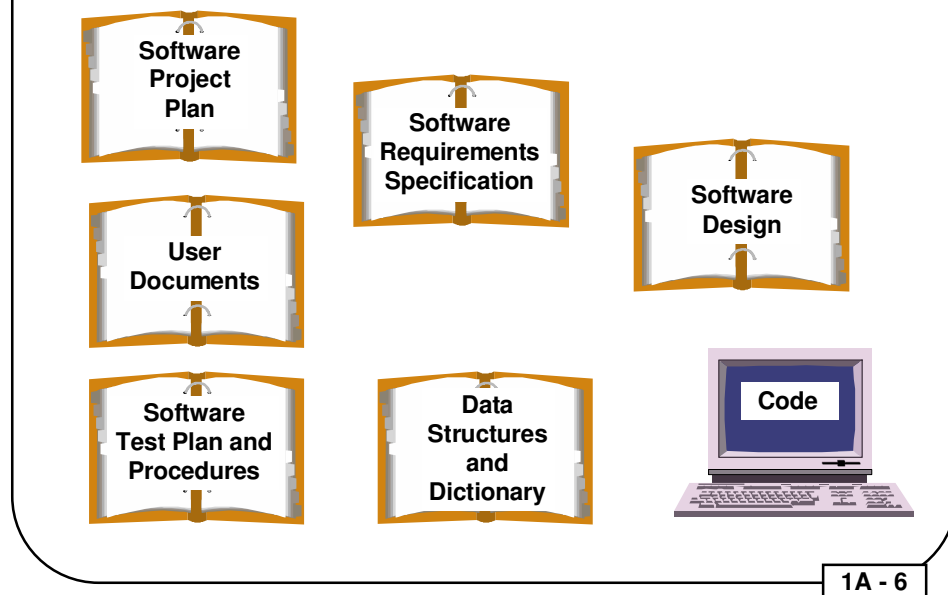 Software
Project
Plan
Software
Requirements
Specification
Software
Design
User
Documents
Software
Test Plan and
Procedures
Data
Structures
and
Dictionary
Code
1A - 6